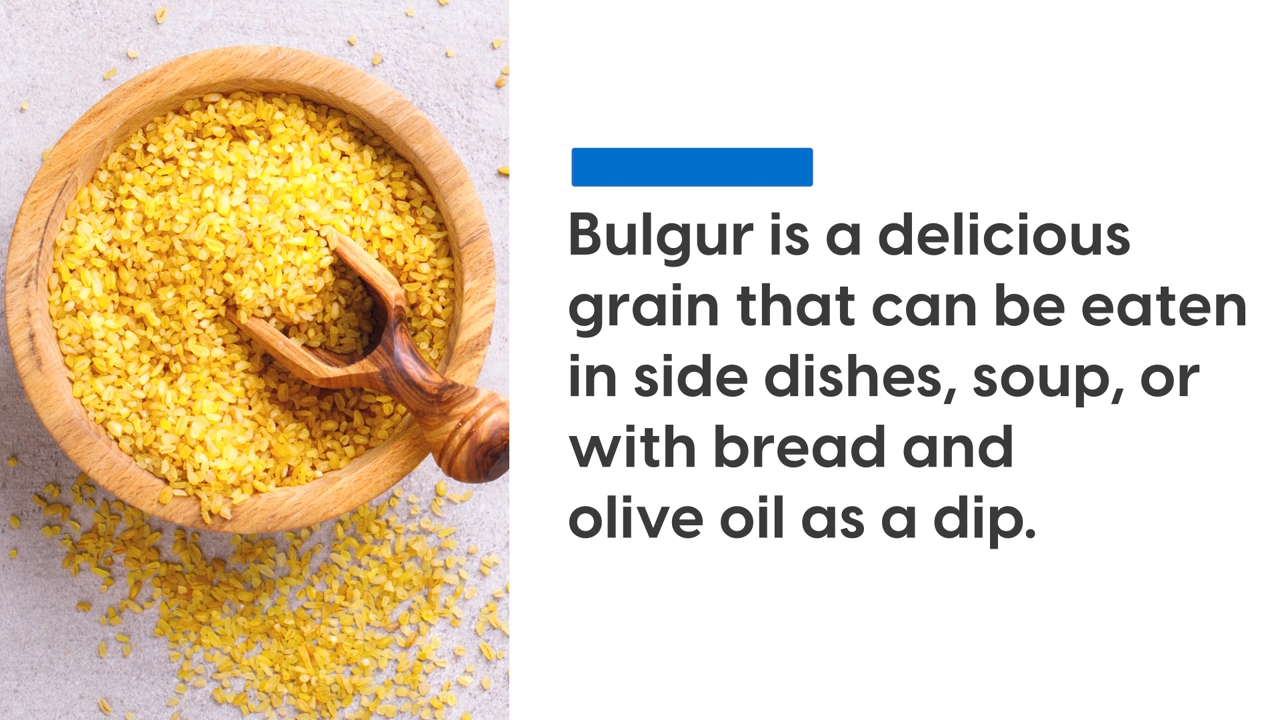 Bulgur is a delicious
grain that can be eaten
in side dishes, soup, or
with bread and
olive oil as a dip.